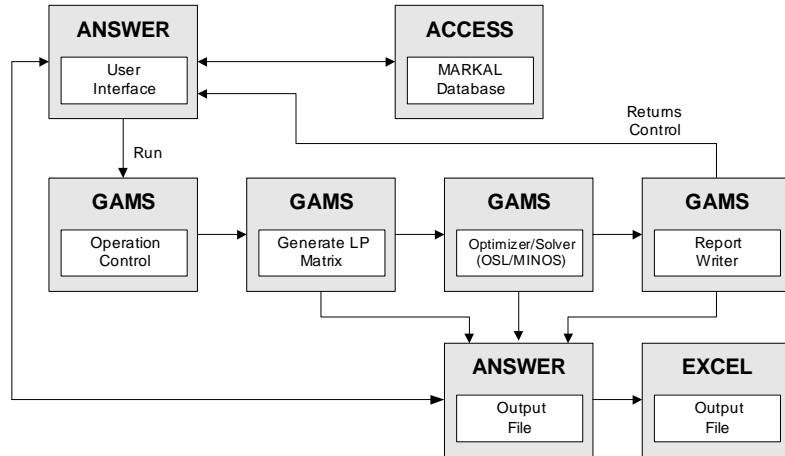 ANSWER
User
Interface
ACCESS
MARKAL
Database
Returns
Control
Run
GAMS
Operation
Control
GAMS
Generate LP
Matrix
GAMS
Optimizer/Solver
(OSL/MINOS)
GAMS
Report
Writer
ANSWER
Output
File
EXCEL
Output
File